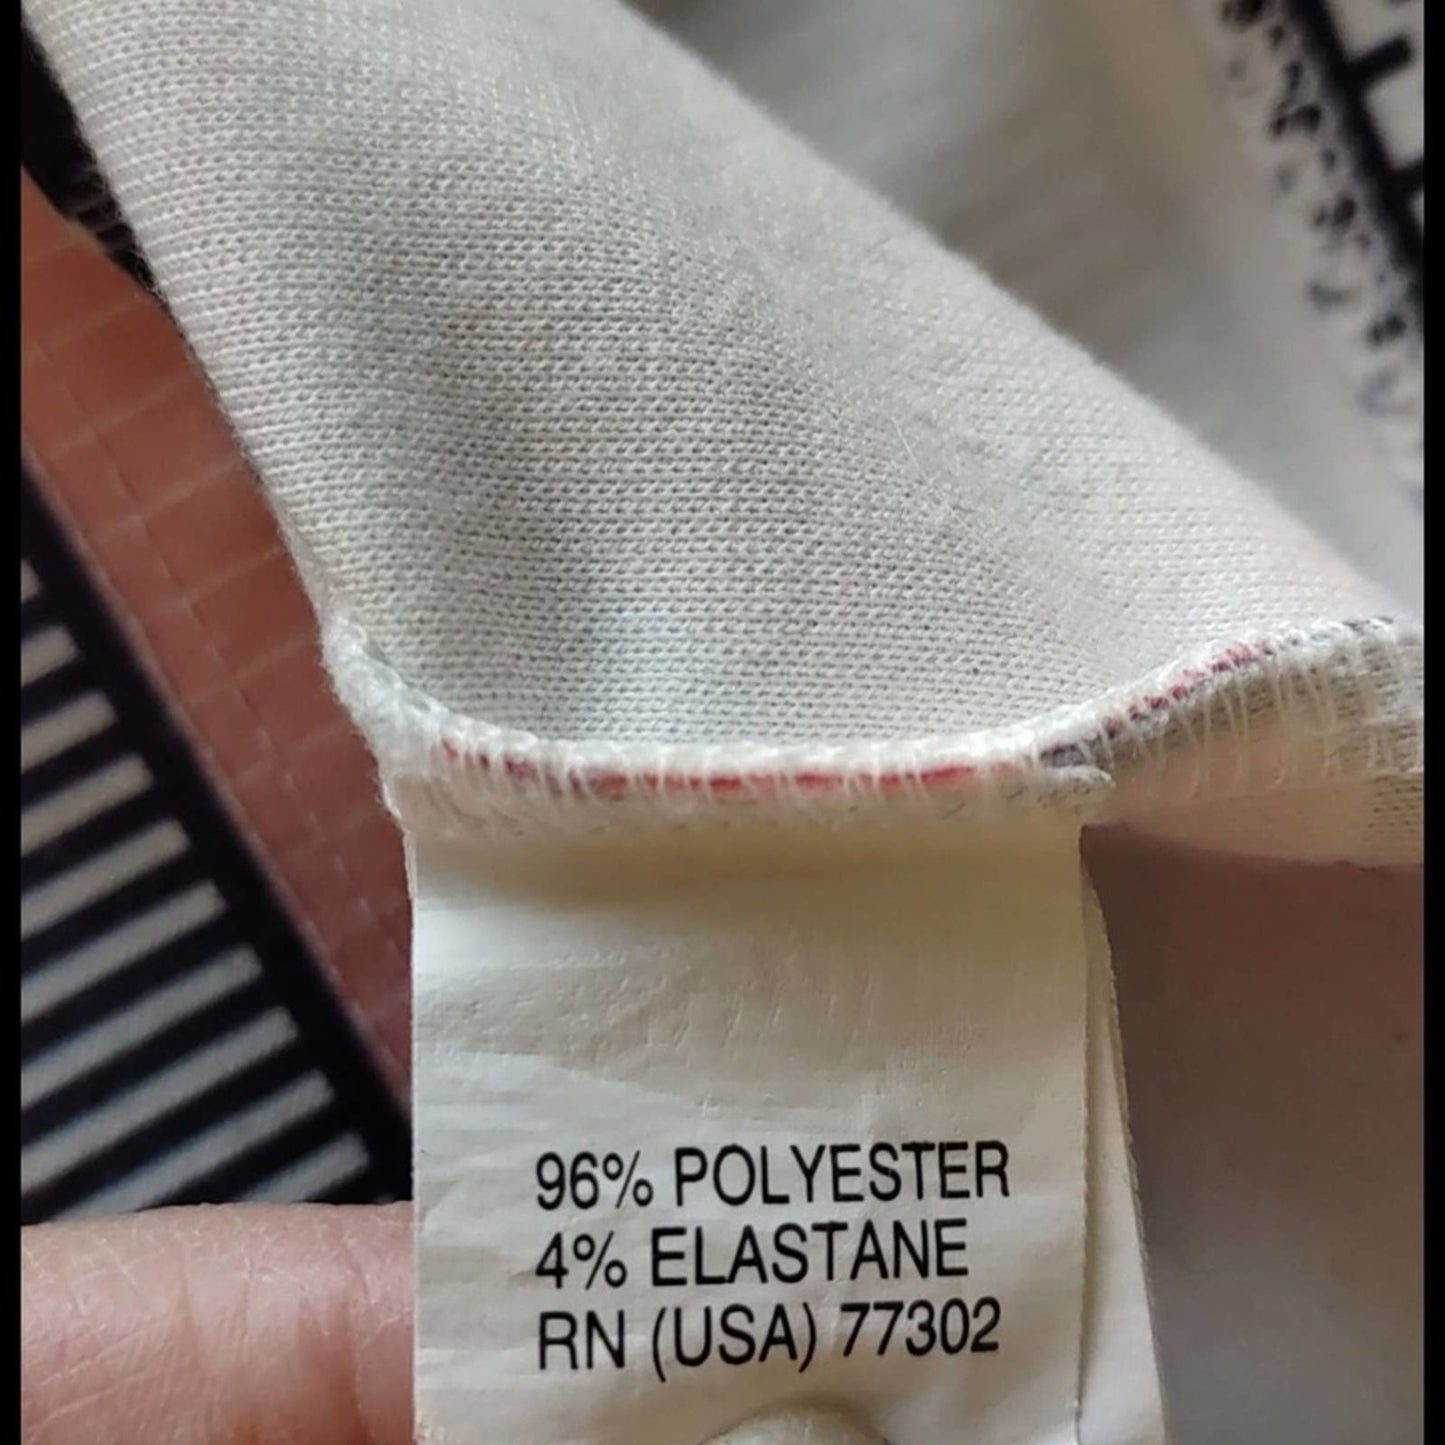 96% POLYESTER
4% ELASTANE
RN (USA) 77302